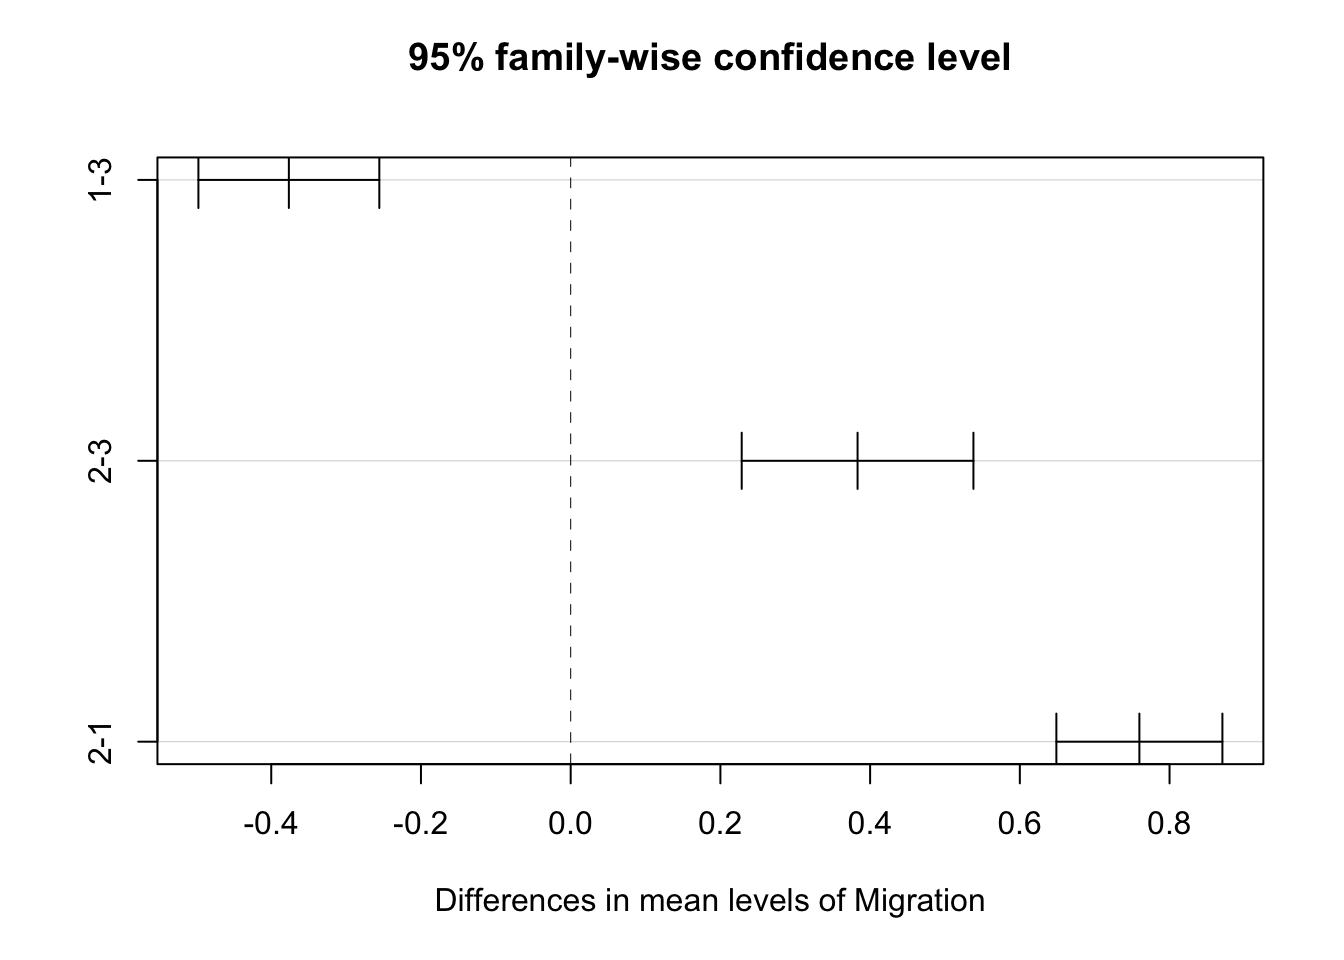 95% family-wise confidence level
1-3
2-3
2-1
-0.4 -0.2 0.0 0.2 0.4 0.6 0.8
Differences in mean levels of Migration